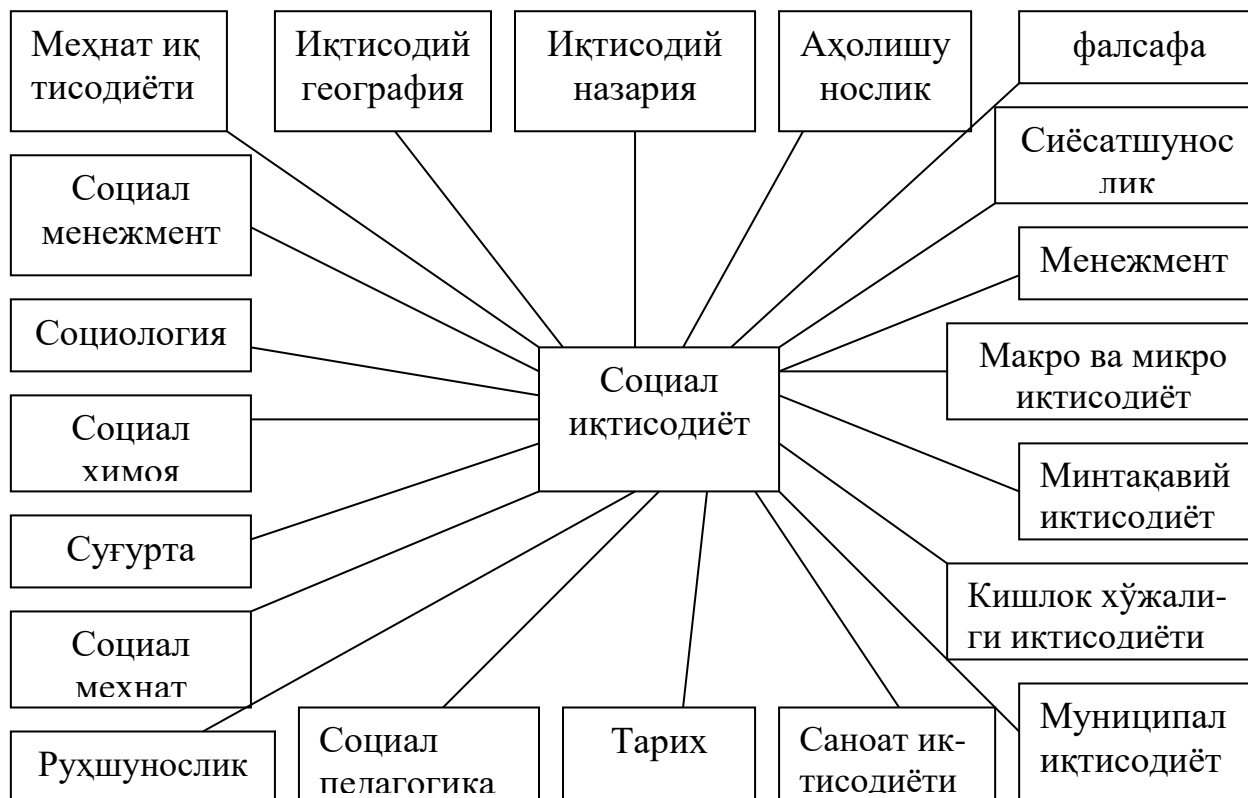 Меҳнат иқ
тисодиёти
Иқтисодий
география
Иқтисодий
назария
Аҳолишу
нослик
фалсафа
Сиёсатшунос
лик
Социал
менежмент
Менежмент
Социология
Макро ва микро
иқтисодиёт
Социал
иқтисодиёт
Социал
химоя
Минтақавий
иқтисодиёт
Суғурта
Кишлок хўжали-
ги иқтисодиёти
Социал
мехнат
Муниципал
иқтисодиёт
Руҳшунослик
Социал
педагогика
Тарих
Саноат ик-
тисодиёти